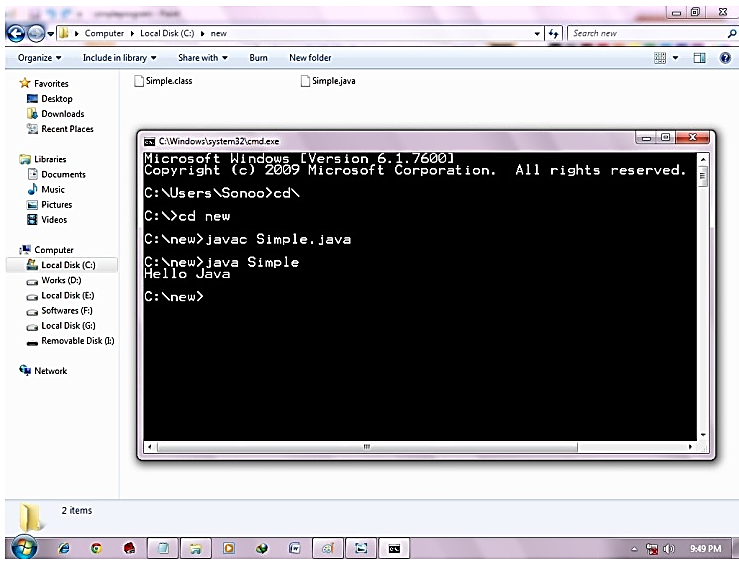 Computer ▸ Local Disk (C:) ▸ new
Search new
Organize Include in library Share with Burn New folder
Favorites
Desktop
Downloads
Recent Places
Libraries
Documents
Music
Pictures
Videos
Computer
Local Disk (C:)
Works (D:)
Local Disk (E:)
Softwares (F:)
Local Disk (G:)
Removable Disk (I:)
Network
Simple.class Simple.java
C:\Windows\system32\cmd.exe
Microsoft Windows [Version 6.1.7600]
Copyright (c) 2009 Microsoft Corporation. All rights reserved.
C:\Users\Sonoo>cd\
C:\>cd new
C:\new>javac Simple.java
C:\new>java Simple
Hello Java
C:\new>
2 items
9:49 PM